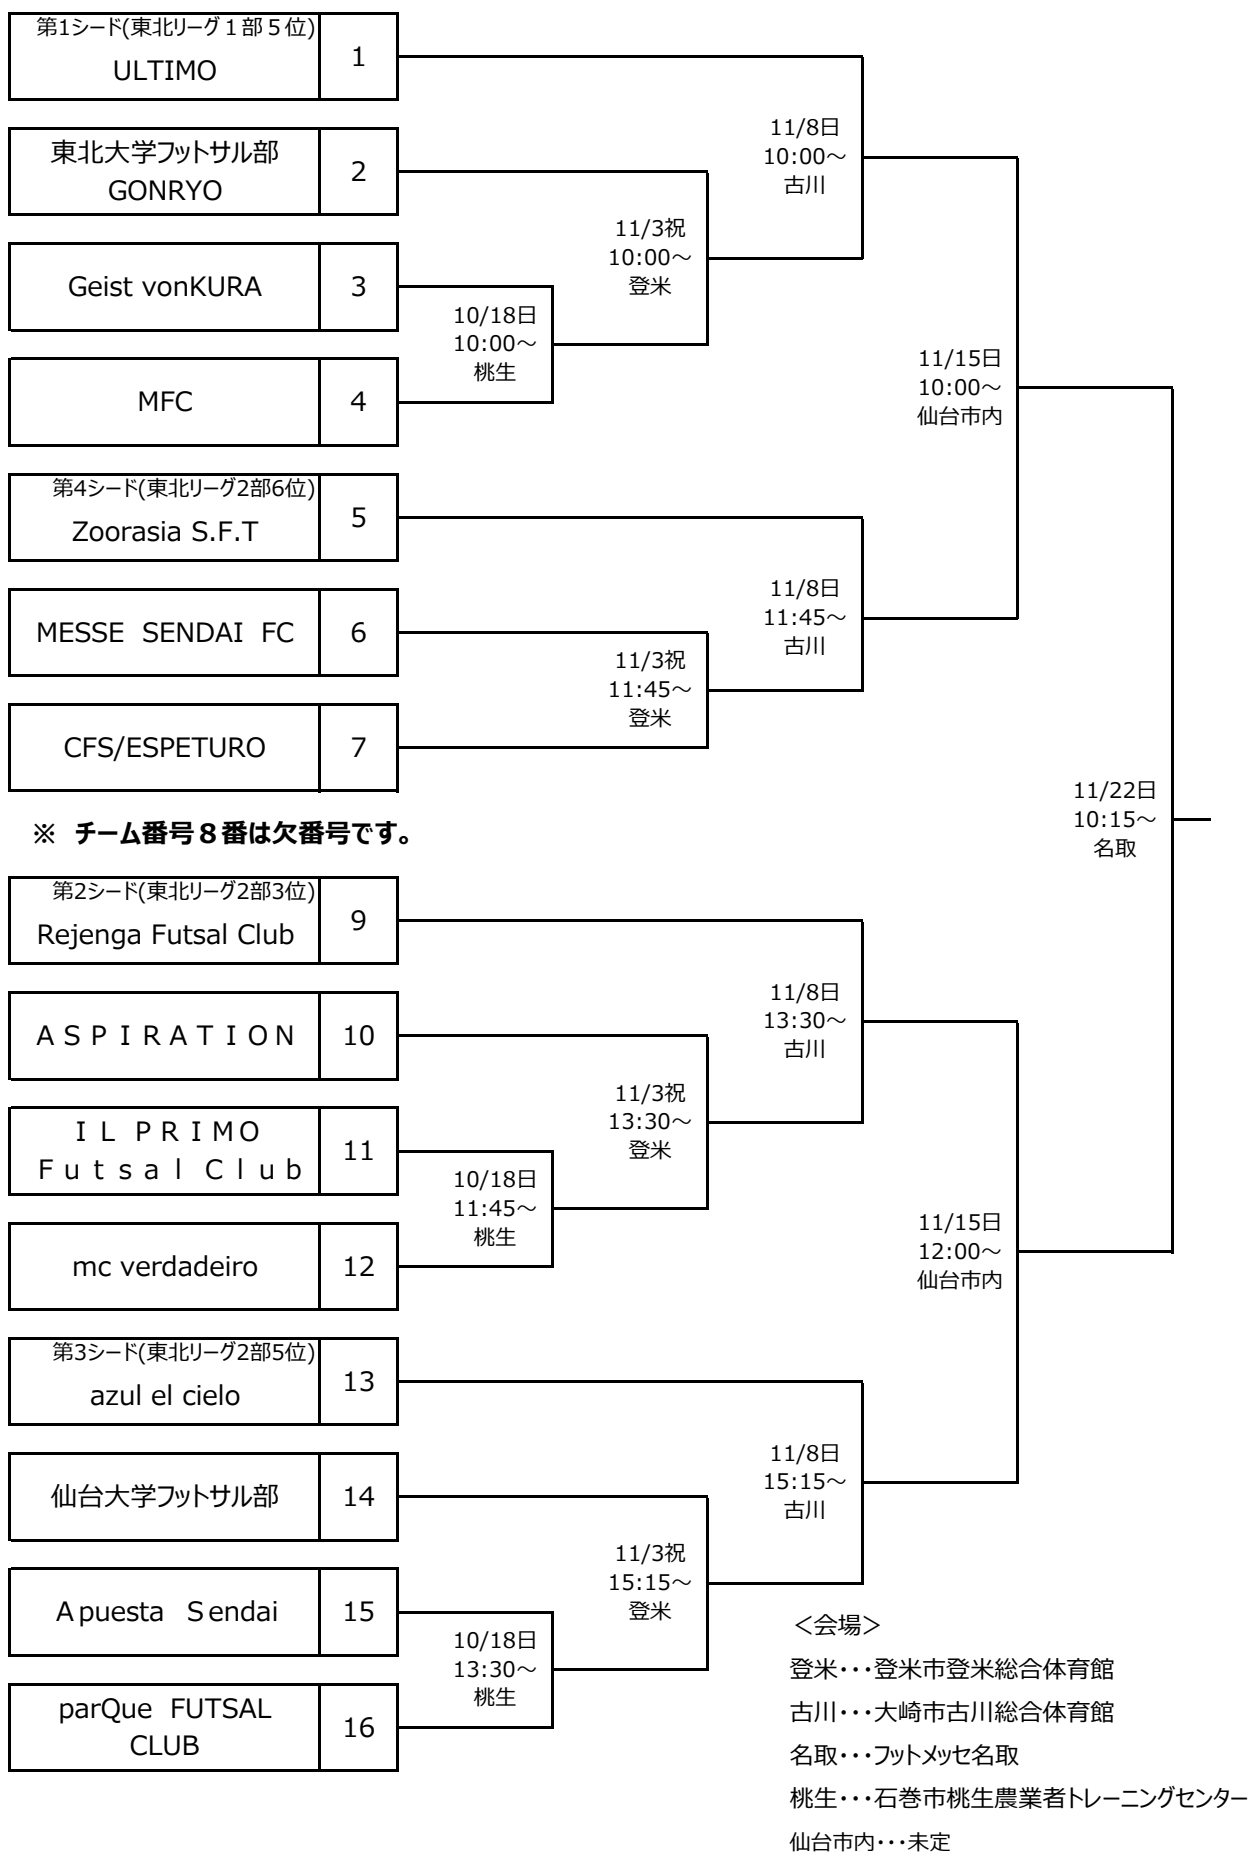 第1シード(東北リーグ１部５位)
ULTIMO
1
東北大学フットサル部
GONRYO
2
Geist vonKURA
3
MFC
4
第4シード(東北リーグ2部6位)
Zoorasia S.F.T
5
MESSE SENDAI FC
6
CFS/ESPETURO
7
※ チーム番号８番は欠番号です。
第2シード(東北リーグ2部3位)
Rejenga Futsal Club
9
ＡＳＰＩＲＡＴＩＯＮ
10
ＩＬ ＰＲＩＭＯ
Ｆｕｔｓａｌ Ｃｌｕｂ
11
mc verdadeiro
12
第3シード(東北リーグ2部5位)
azul el cielo
13
仙台大学フットサル部
14
Ａpuesta Ｓendai
15
parQue FUTSAL
CLUB
16
10/18日
10:00～
桃生
10/18日
11:45～
桃生
10/18日
13:30～
桃生
11/3祝
10:00～
登米
11/3祝
11:45～
登米
11/3祝
13:30～
登米
11/3祝
15:15～
登米
11/8日
10:00～
古川
11/8日
11:45～
古川
11/8日
13:30～
古川
11/8日
15:15～
古川
11/15日
10:00～
仙台市内
11/15日
12:00～
仙台市内
11/22日
10:15～
名取
＜会場＞
登米・・・登米市登米総合体育館
古川・・・大崎市古川総合体育館
名取・・・フットメッセ名取
桃生・・・石巻市桃生農業者トレーニングセンター
仙台市内・・・未定